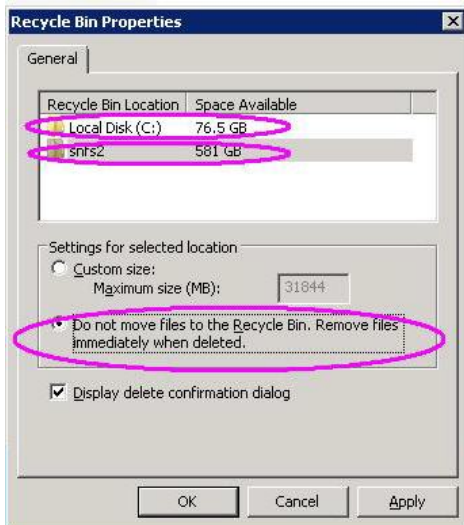 Recycle Bin Properties
General
Recycle Bin Location Space Available
Local Disk (C:) 76.5 GB
snfs2 581 GB
Settings for selected location
Custom size:
Maximum size (MB): 31844
Do not move files to the Recycle Bin. Remove files
immediately when deleted.
Display delete confirmation dialog
OK Cancel Apply